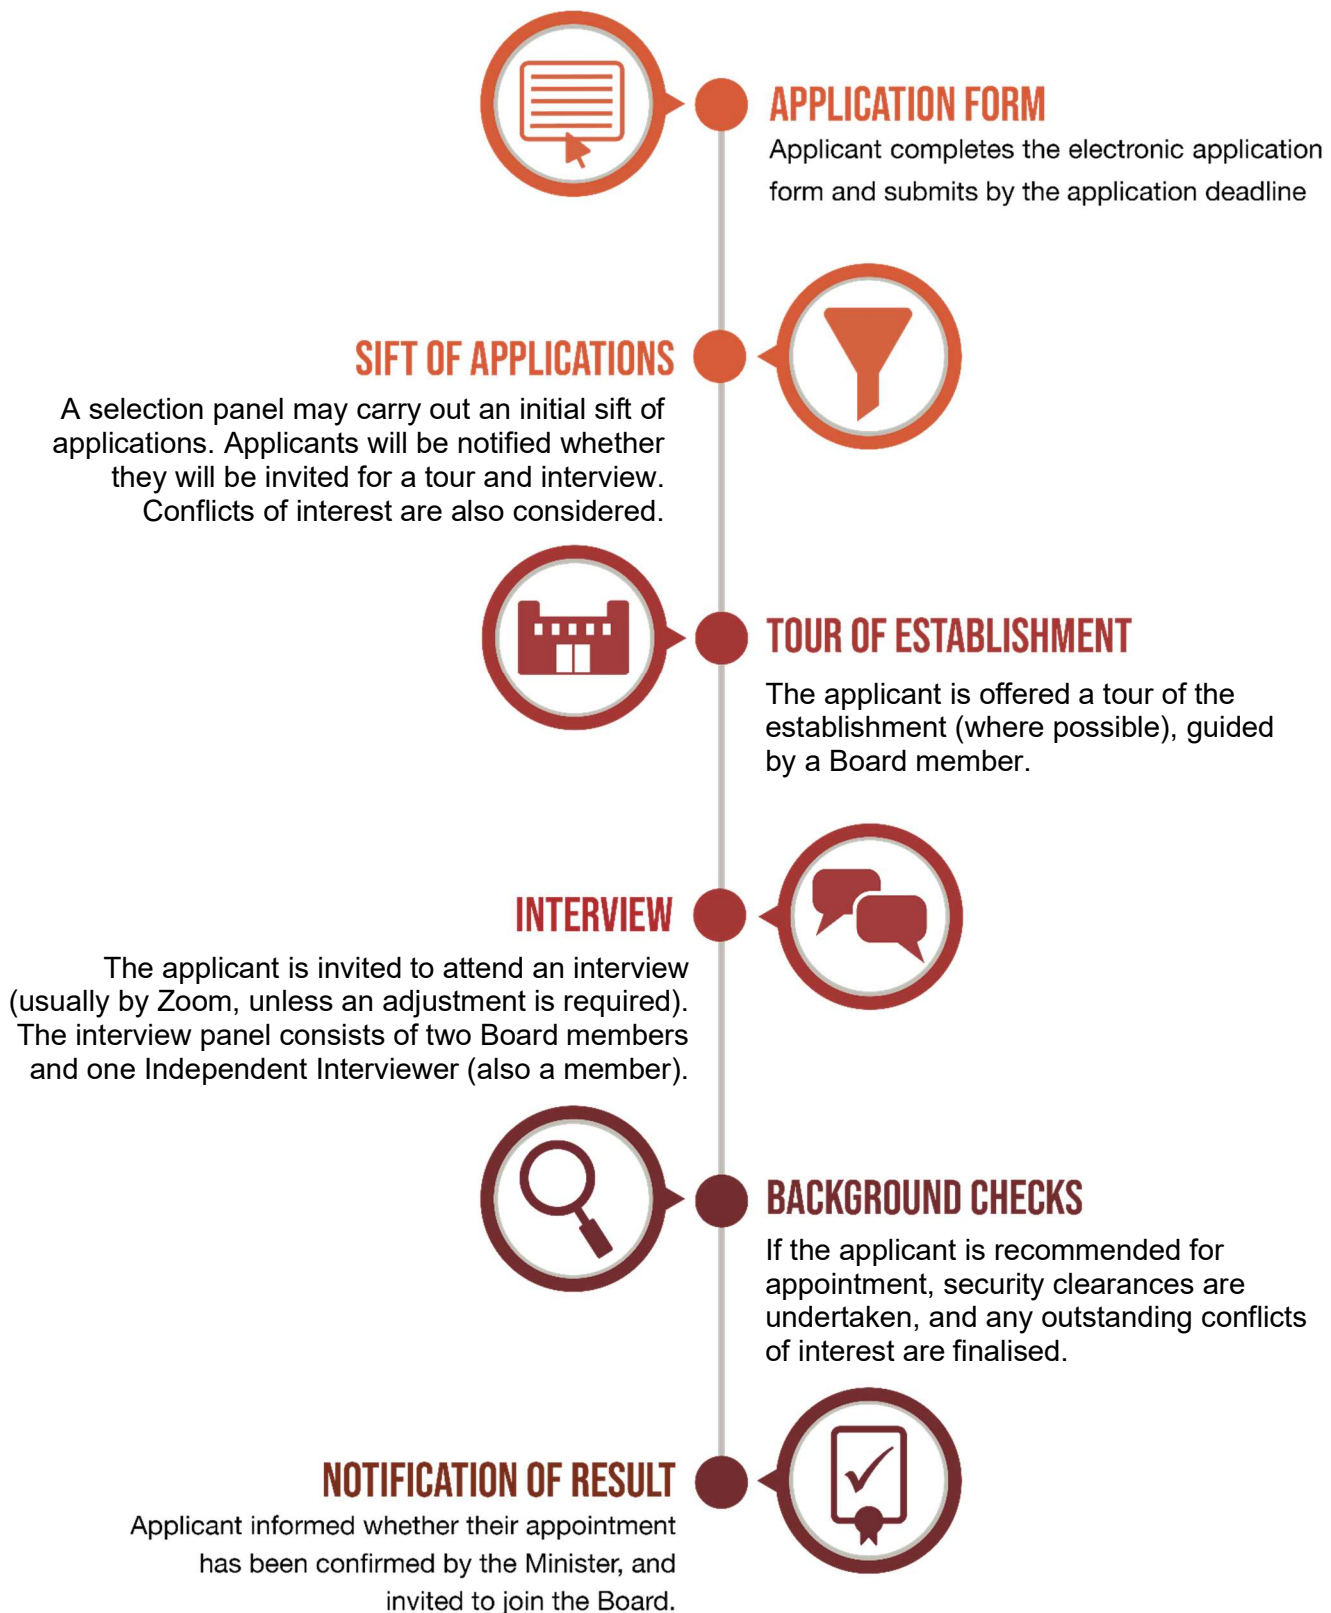 APPLICATION FORM
Applicant completes the electronic application
form and submits by the application deadline
SIFT OF APPLICATIONS
A selection panel may carry out an initial sift of
applications. Applicants will be notified whether
they will be invited for a tour and interview.
Conflicts of interest are also considered.
TOUR OF ESTABLISHMENT
The applicant is offered a tour of the
establishment (where possible), guided
by a Board member.
INTERVIEW
The applicant is invited to attend an interview
(usually by Zoom, unless an adjustment is required).
The interview panel consists of two Board members
and one Independent Interviewer (also a member).
BACKGROUND CHECKS
If the applicant is recommended for
appointment, security clearances are
undertaken, and any outstanding conflicts
of interest are finalised.
NOTIFICATION OF RESULT
Applicant informed whether their appointment
has been confirmed by the Minister, and
invited to join the Board.